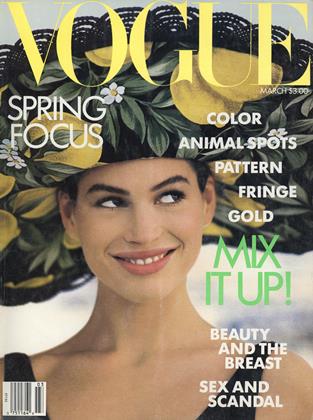 VOGUE
MARCH $3.00
SPRING
FOCUS
COLOR
ANIMAL SPOTS
PATTERN
FRINGE
GOLD
MIX
IT UP!
BEAUTY
AND THE
BREAST
SEX AND
SCANDAL
03